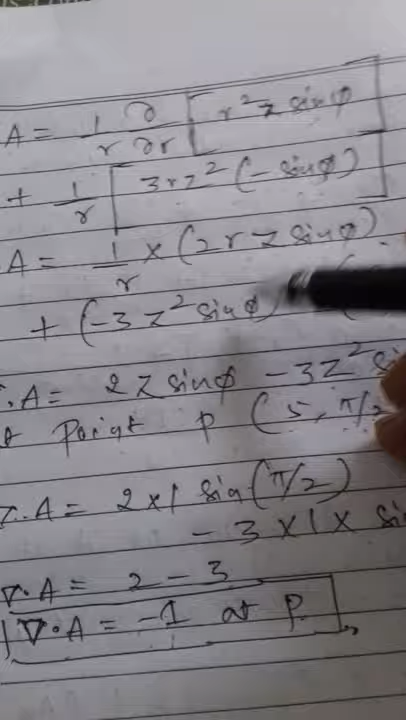 A = 1/r ∂/∂r [r²z sinφ]
+ 1/r [3rz²(-sinφ)]
.A = 1/r × (2rz sinφ)
+ (-3z² sinφ)
∇.A = 2z sinφ - 3z²
Point p (5, π/2
∇.A = 2×1 sin(π/2)
- 3×1×
∇.A = 2 - 3
∇.A = -1 at p